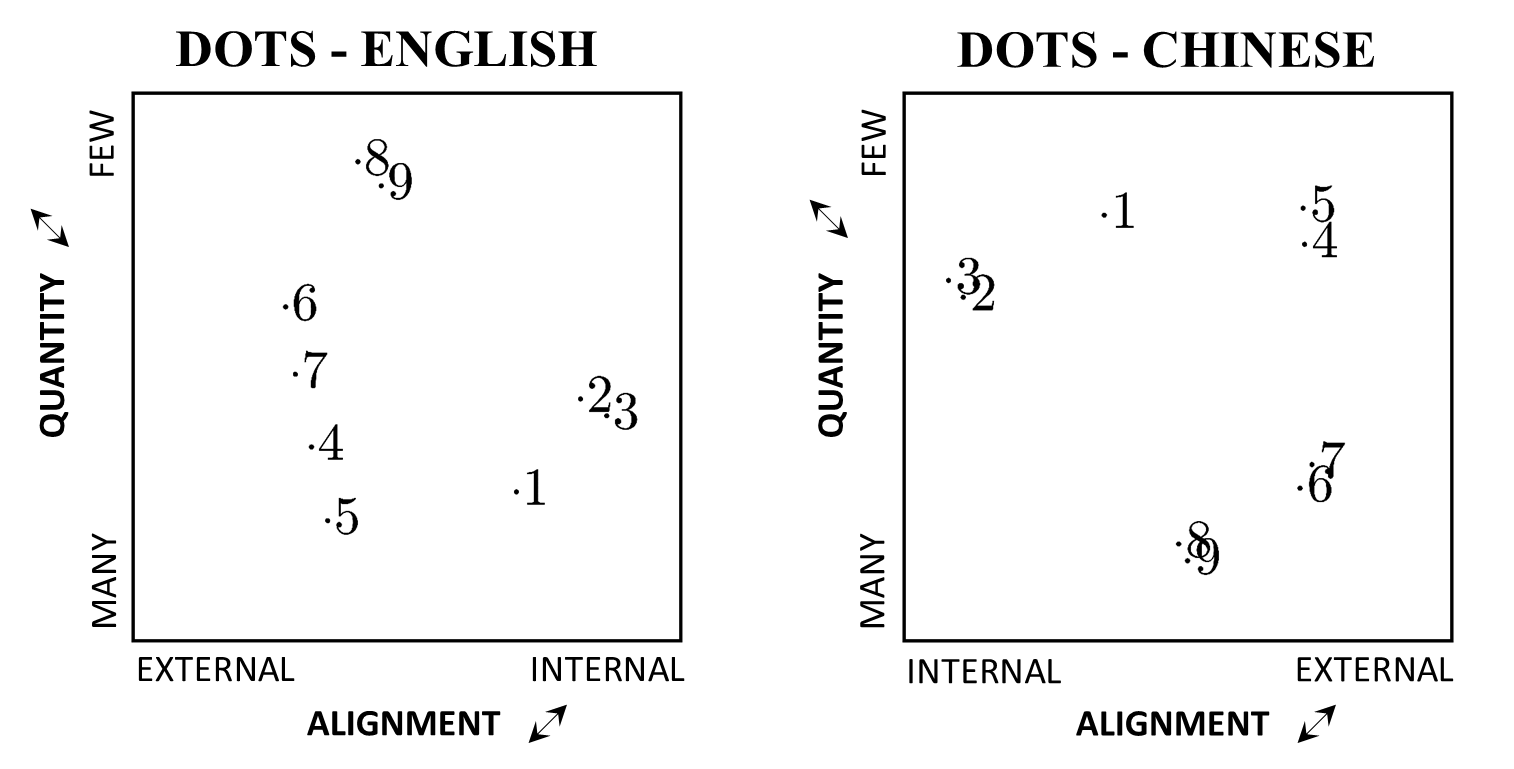 DOTS - ENGLISH
FEW
QUANTITY
MANY
.8
.9
.6
.7
.2
.3
.4
.1
.5
EXTERNAL INTERNAL
ALIGNMENT
DOTS - CHINESE
FEW
QUANTITY
MANY
.5
.1
.4
.3
.2
.7
.6
.8
.9
INTERNAL EXTERNAL
ALIGNMENT